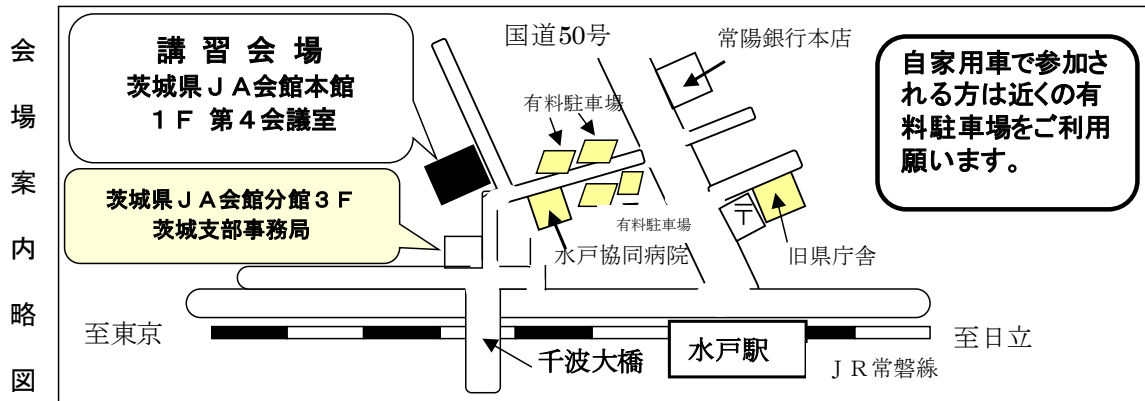 会場案内略図
講習会場
茨城県ＪＡ会館本館
１Ｆ 第４会議室
茨城県ＪＡ会館分館３Ｆ
茨城支部事務局
国道50号
常陽銀行本店
有料駐車場
有料駐車場
水戸協同病院
〒
旧県庁舎
自家用車で参加さ
れる方は近くの有
料駐車場をご利用
願います。
至東京
千波大橋
水戸駅
ＪＲ常磐線
至日立